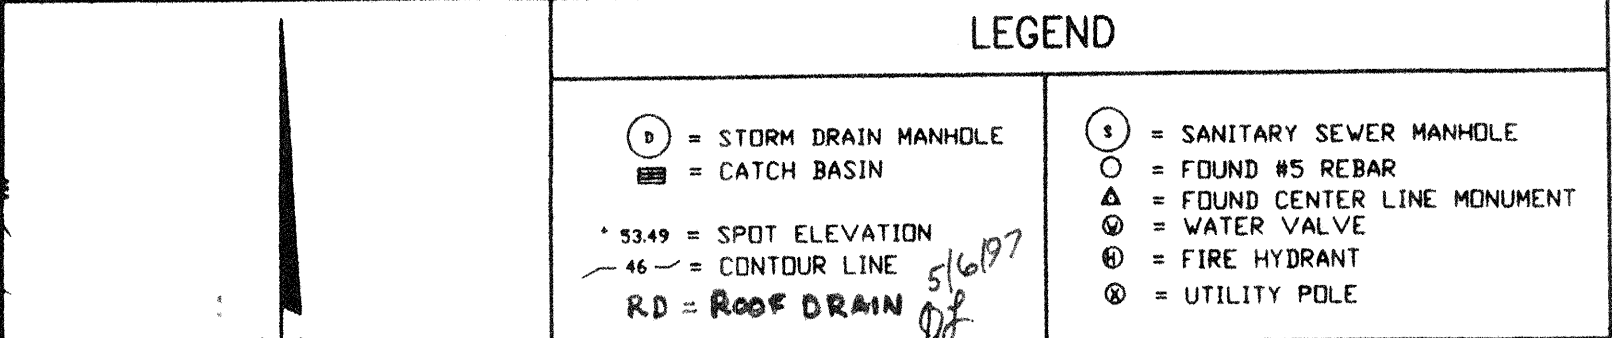 LEGEND
D = STORM DRAIN MANHOLE
= CATCH BASIN
53.49 = SPOT ELEVATION
46 = CONTOUR LINE
RD = ROOF DRAIN
5/6/97
S = SANITARY SEWER MANHOLE
= FOUND #5 REBAR
= FOUND CENTER LINE MONUMENT
W = WATER VALVE
H = FIRE HYDRANT
X = UTILITY POLE